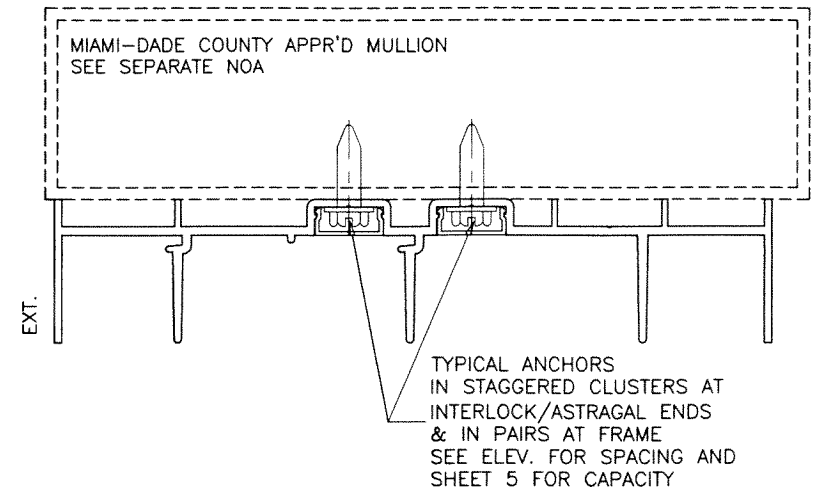 MIAMI-DADE COUNTY APPR'D MULLION
SEE SEPARATE NOA
EXT.
TYPICAL ANCHORS
IN STAGGERED CLUSTERS AT
INTERLOCK/ASTRAGAL ENDS
& IN PAIRS AT FRAME
SEE ELEV. FOR SPACING AND
SHEET 5 FOR CAPACITY